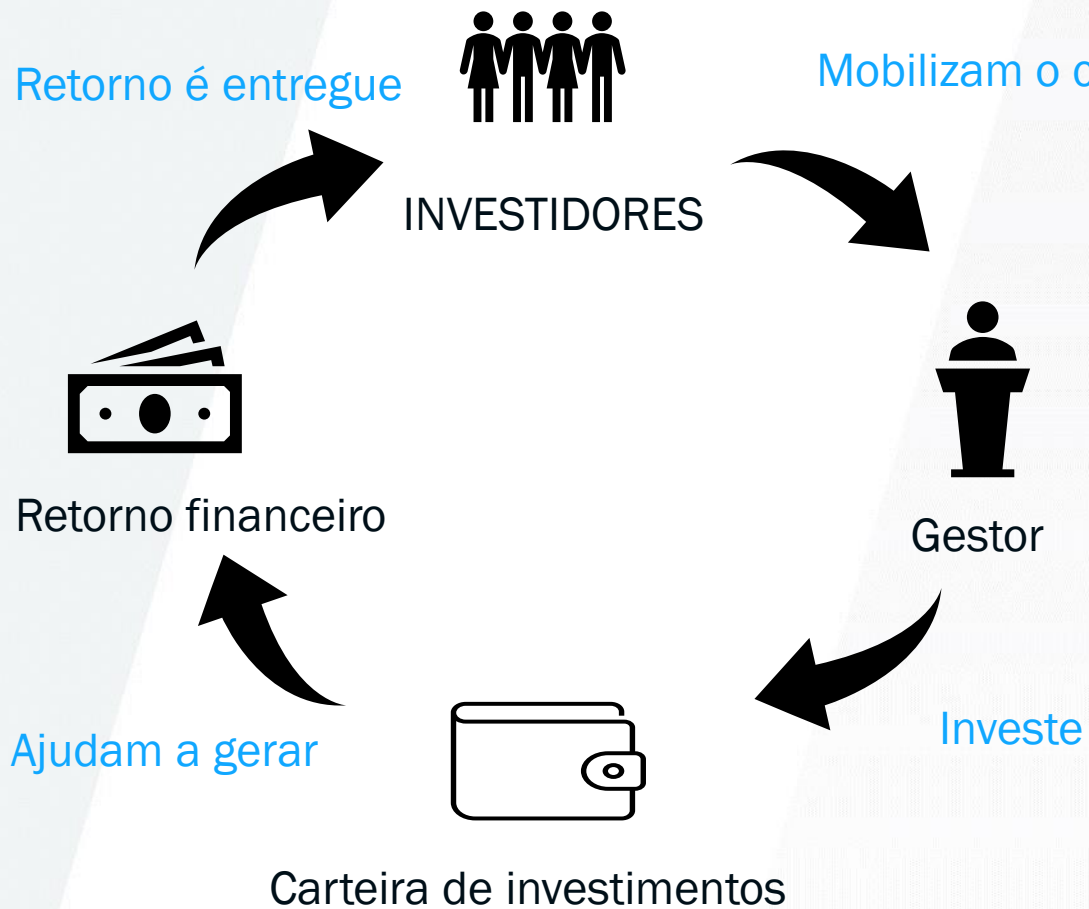 Retorno é entregue
Mobilizam o
INVESTIDORES
Retorno financeiro
Gestor
Ajudam a gerar
Investe
Carteira de investimentos